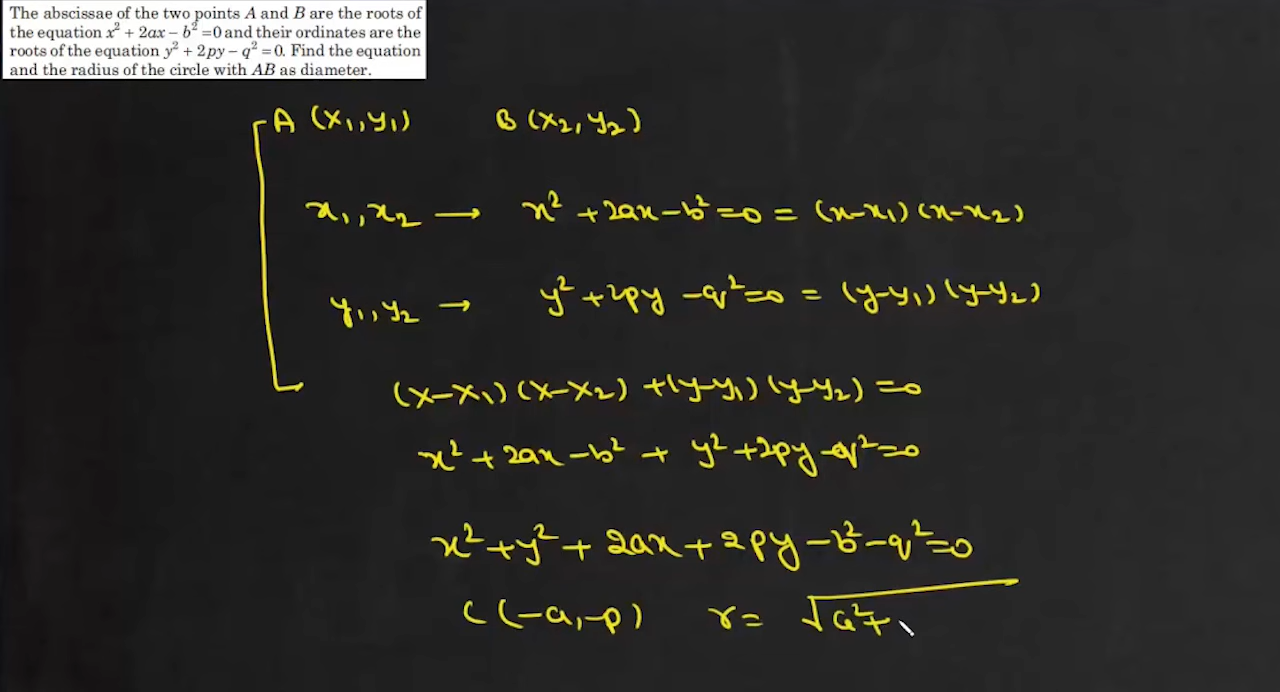 The abscissae of the two points A and B are the roots of
the equation x² + 2ax – b² =0 and their ordinates are the
roots of the equation y² + 2py – q² = 0. Find the equation
and the radius of the circle with AB as diameter.
A (x₁,y₁) B (x₂,y₂)
x₁,x₂ → x² + 2ax – b² = 0 = (x-x₁) (x-x₂)
y₁,y₂ → y² + 2py – q² = 0 = (y-y₁) (y-y₂)
(x-x₁) (x-x₂) + (y-y₁) (y-y₂) = 0
x² + 2ax – b² + y² + 2py – q² = 0
x² + y² + 2ax + 2py – b² – q² = 0
C (-a,-p) r = √a²+